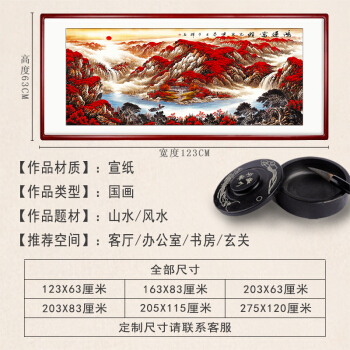 高度63CM
宽度123CM
【作品材质】：宣纸
【作品类型】：国画
【作品题材】：山水/风水
【推荐空间】：客厅/办公室/书房/玄关
全部尺寸
123X63厘米 163X83厘米 203X63厘米
203X83厘米 205X115厘米 275X120厘米
定制尺寸请联系客服